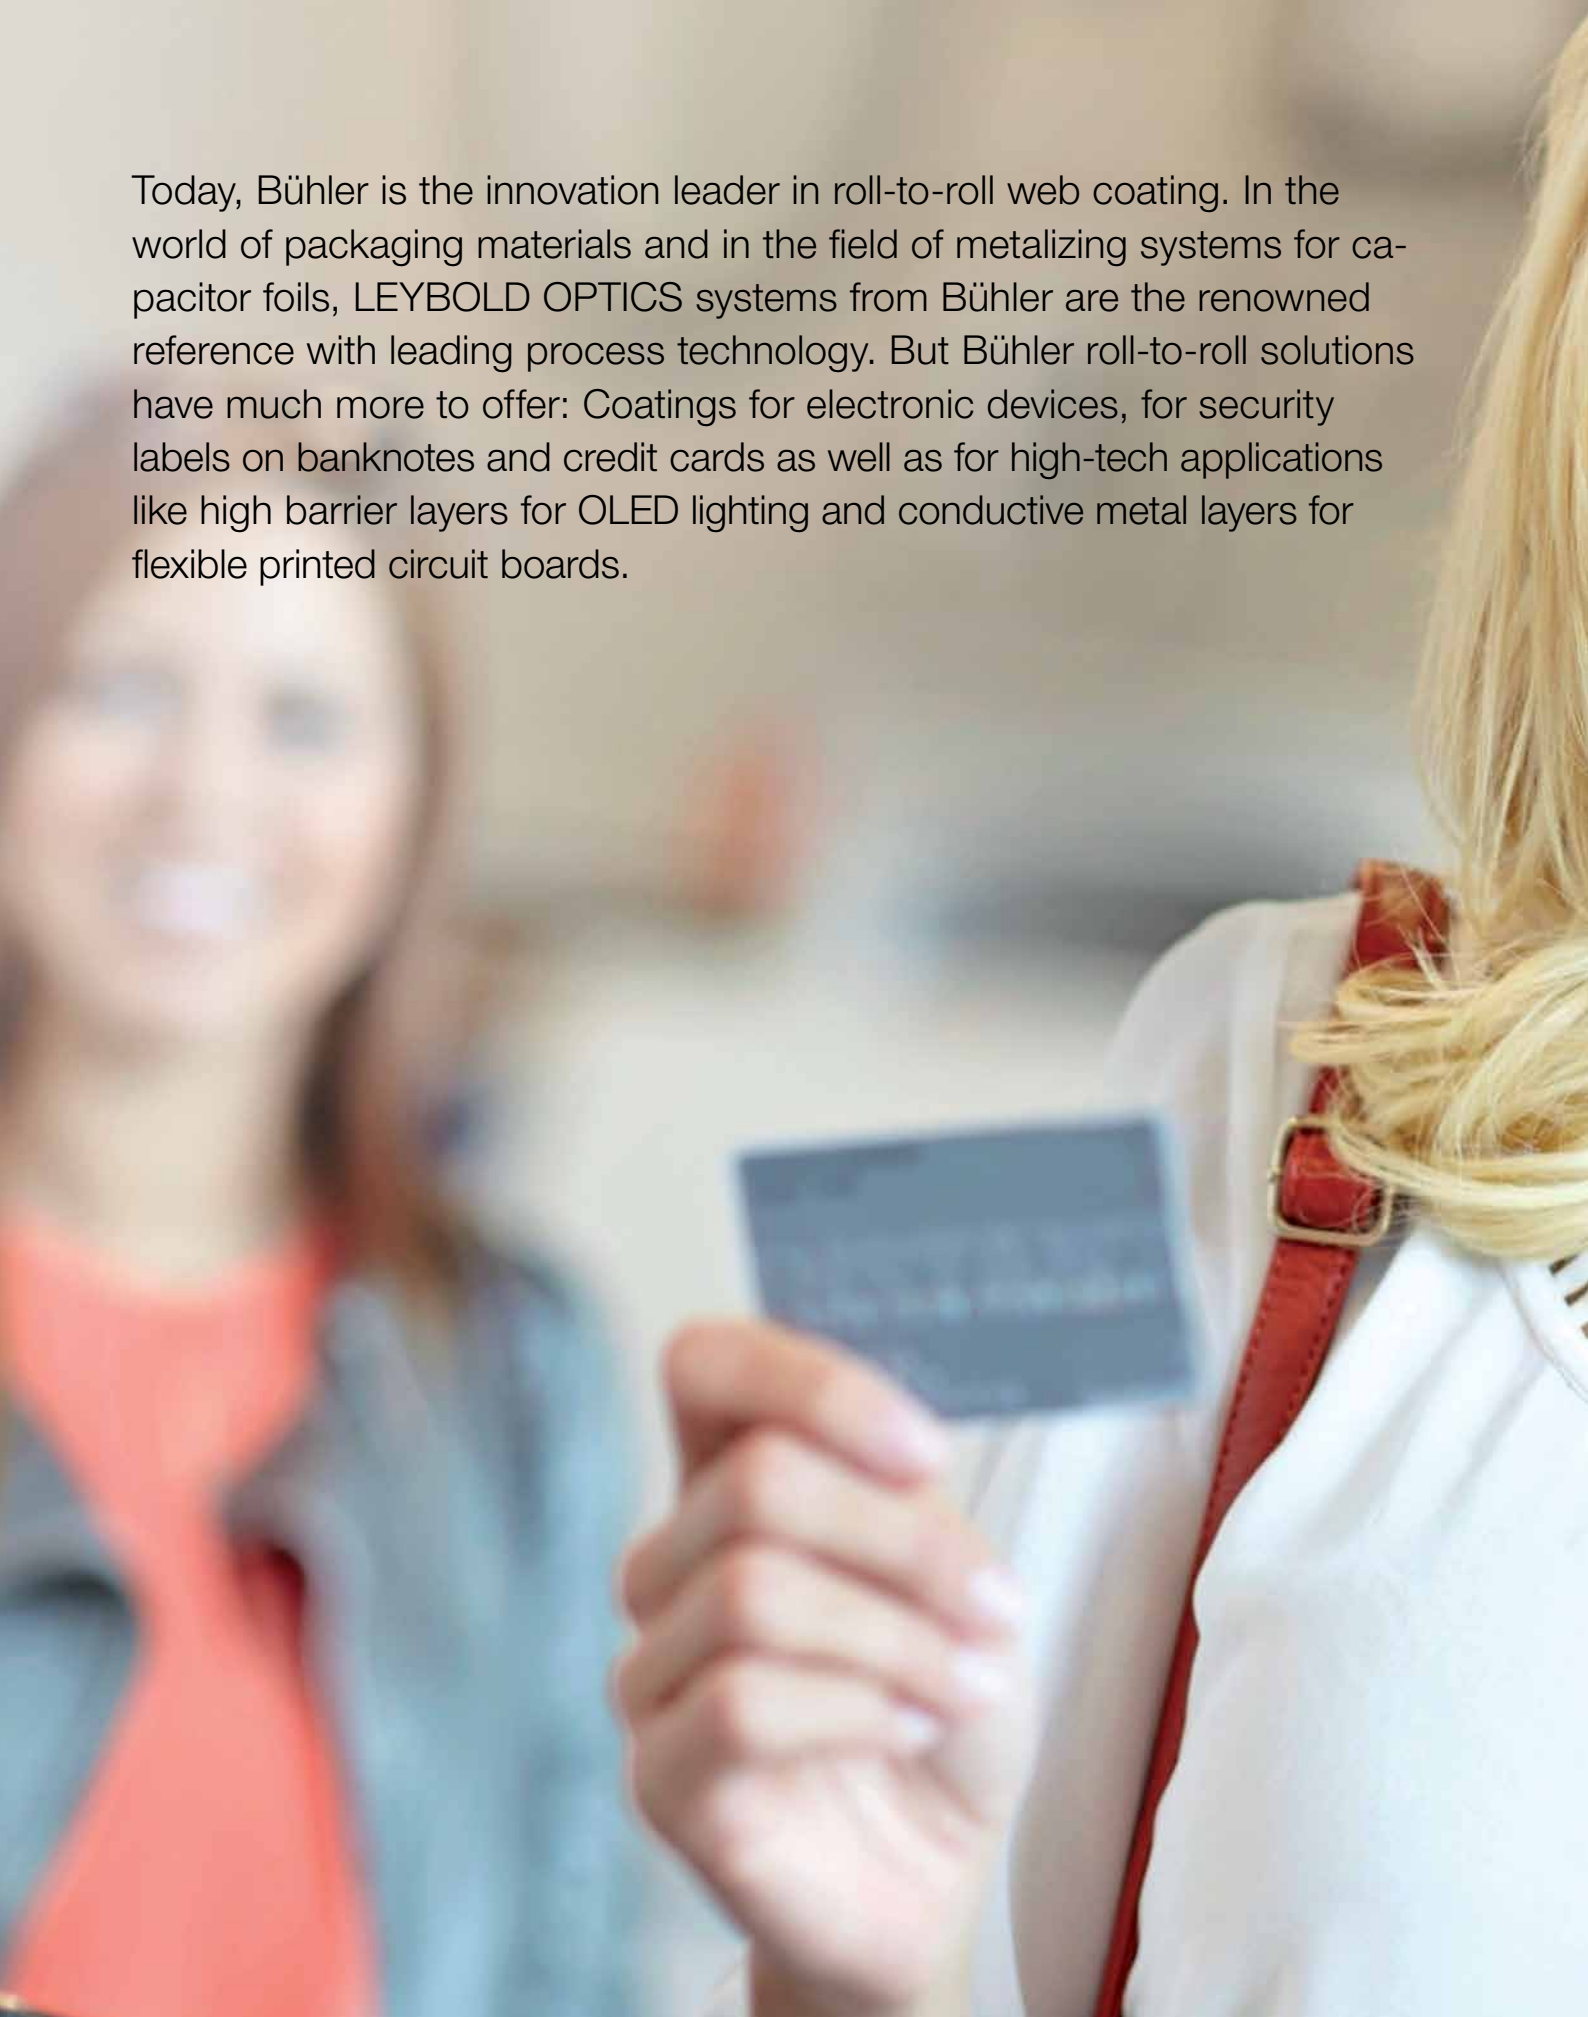 Today, Bühler is the innovation leader in roll-to-roll web coating. In the
world of packaging materials and in the field of metalizing systems for ca-
pacitor foils, LEYBOLD OPTICS systems from Bühler are the renowned
reference with leading process technology. But Bühler roll-to-roll solutions
have much more to offer: Coatings for electronic devices, for security
labels on banknotes and credit cards as well as for high-tech applications
like high barrier layers for OLED lighting and conductive metal layers for
flexible printed circuit boards.